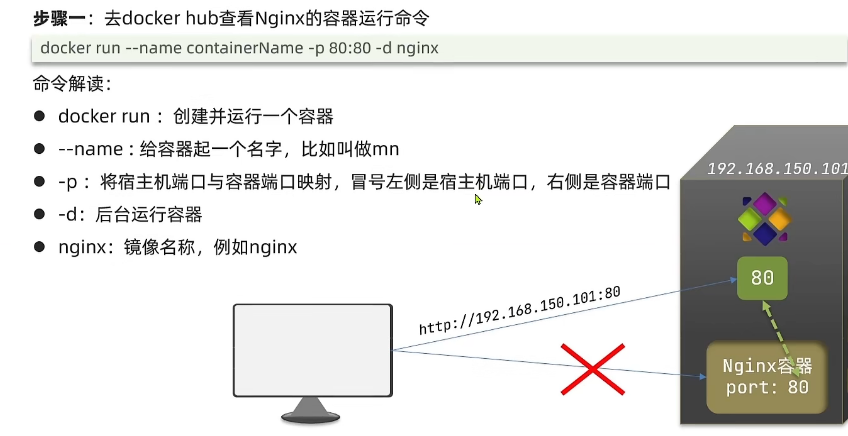 步骤一：去docker hub查看Nginx的容器运行命令
docker run --name containerName -p 80:80 -d nginx
命令解读：
docker run ：创建并运行一个容器
--name : 给容器起一个名字，比如叫做mn
-p ：将宿主机端口与容器端口映射，冒号左侧是宿主机端口，右侧是容器端口
-d：后台运行容器
nginx：镜像名称，例如nginx
192.168.150.101
80
http://192.168.150.101:80
Nginx容器
port: 80